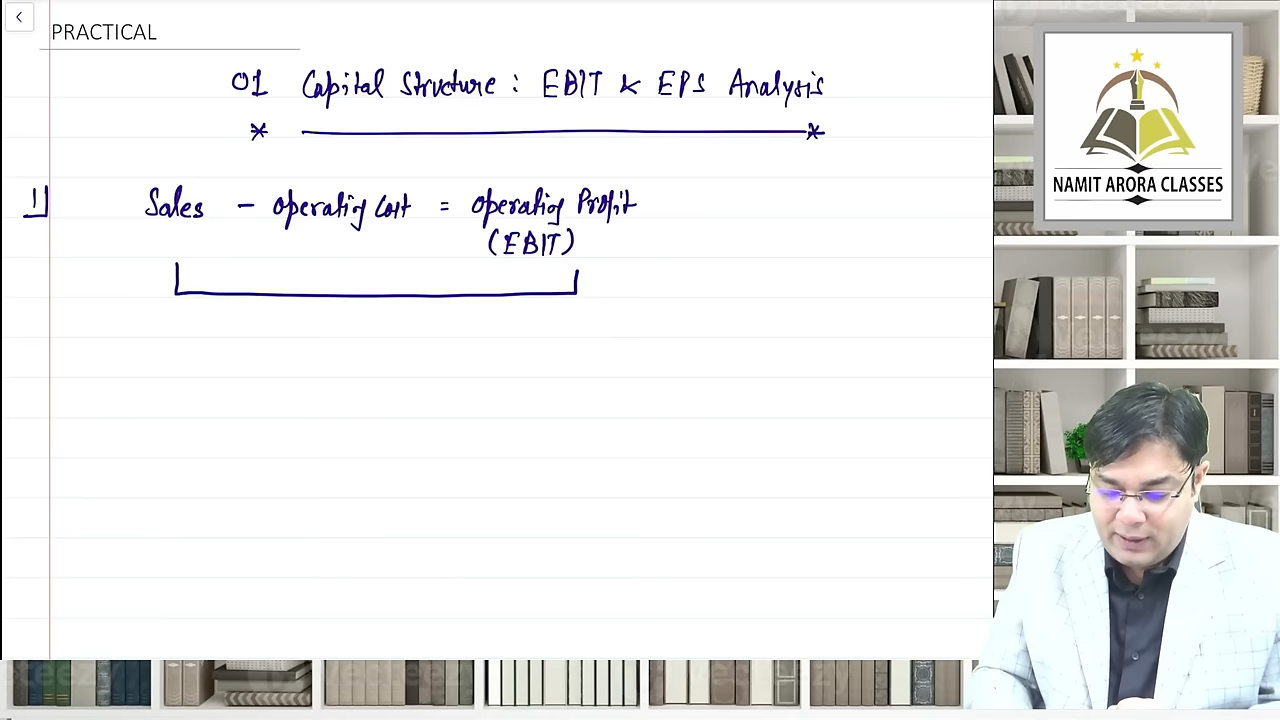 PRACTICAL
01 Capital Structure : EBIT & EPS Analysis
* *
1] Sales - operating Cost = operating Profit
(EBIT)
NAMIT ARORA CLASSES